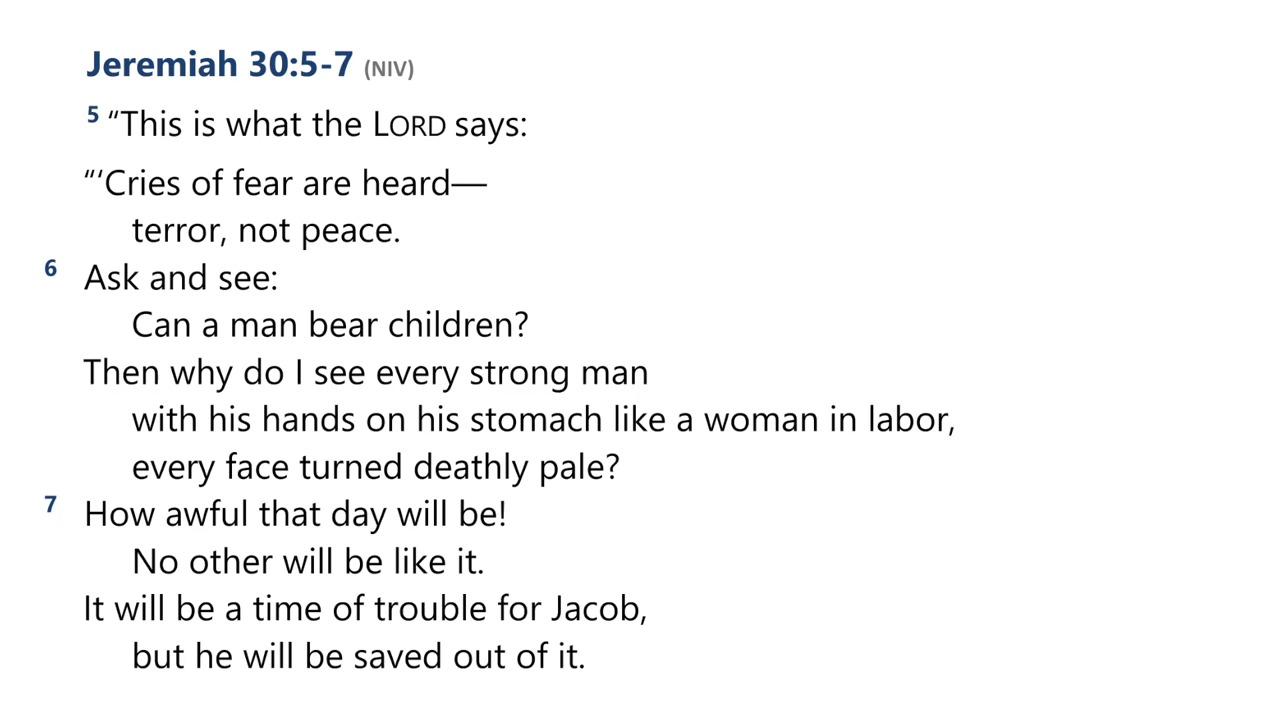 Jeremiah 30:5-7 (NIV)
5 “This is what the LORD says:
“‘Cries of fear are heard—
terror, not peace.
6 Ask and see:
Can a man bear children?
Then why do I see every strong man
with his hands on his stomach like a woman in labor,
every face turned deathly pale?
7 How awful that day will be!
No other will be like it.
It will be a time of trouble for Jacob,
but he will be saved out of it.